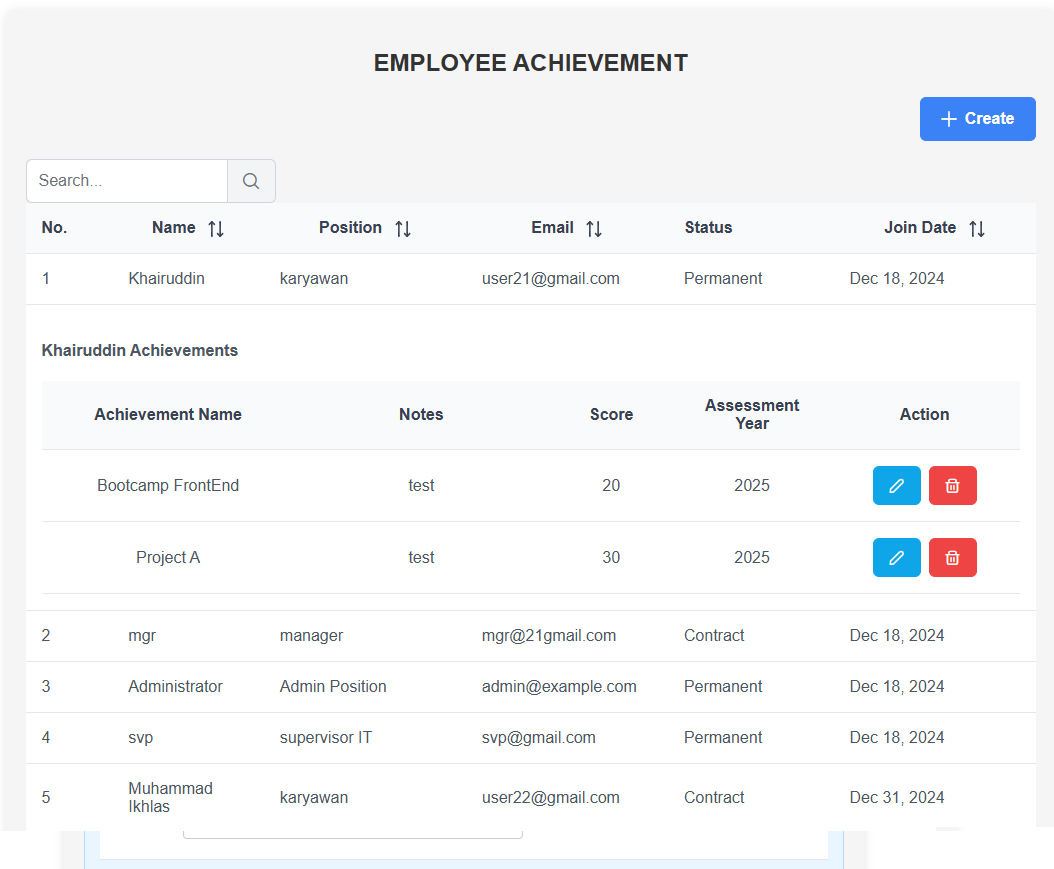 EMPLOYEE ACHIEVEMENT
Create
Search...
No. Name Position Email Status Join Date
1 Khairuddin karyawan user21@gmail.com Permanent Dec 18, 2024
Khairuddin Achievements
Achievement Name Notes Score Assessment Year Action
Bootcamp FrontEnd test 20 2025
Project A test 30 2025
2 mgr manager mgr@21gmail.com Contract Dec 18, 2024
3 Administrator Admin Position admin@example.com Permanent Dec 18, 2024
4 svp supervisor IT svp@gmail.com Permanent Dec 18, 2024
5 Muhammad Ikhlas karyawan user22@gmail.com Contract Dec 31, 2024